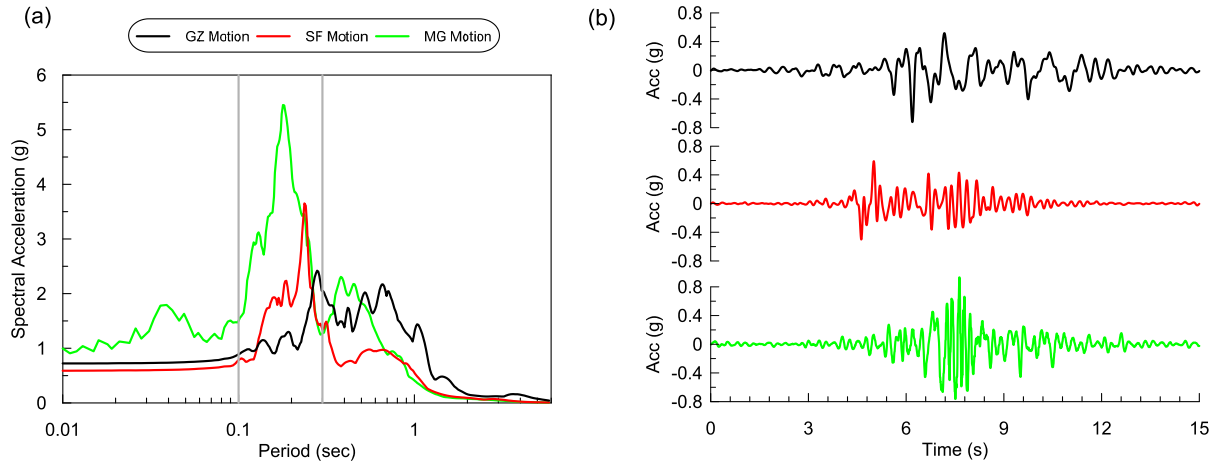 (a)
GZ Motion SF Motion MG Motion
6
5
4
3
2
1
0
Spectral Acceleration (g)
0.01 0.1 1
Period (sec)
(b)
0.8
0.4
0
-0.4
-0.8
Acc (g)
0.8
0.4
0
-0.4
-0.8
Acc (g)
0.8
0.4
0
-0.4
-0.8
Acc (g)
0 3 6 9 12 15
Time (s)